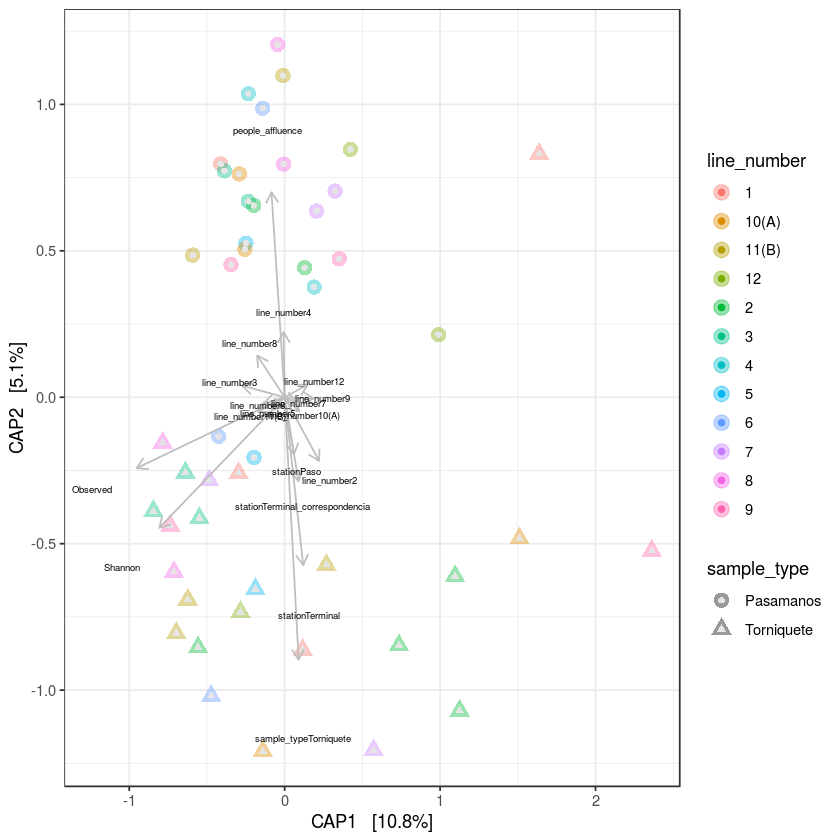 people_affluence
line_number4
line_number8
line_number3
line_number12
line_number9
line_number7
stationPaso
line_number2
Observed
stationTerminal_correspondencia
Shannon
stationTerminal
sample_typeTorniquete
1.0
0.5
0.0
-0.5
-1.0
-1
0
1
2
CAP2 [5.1%]
CAP1 [10.8%]
line_number
1
10(A)
11(B)
12
2
3
4
5
6
7
8
9
sample_type
Pasamanos
Torniquete